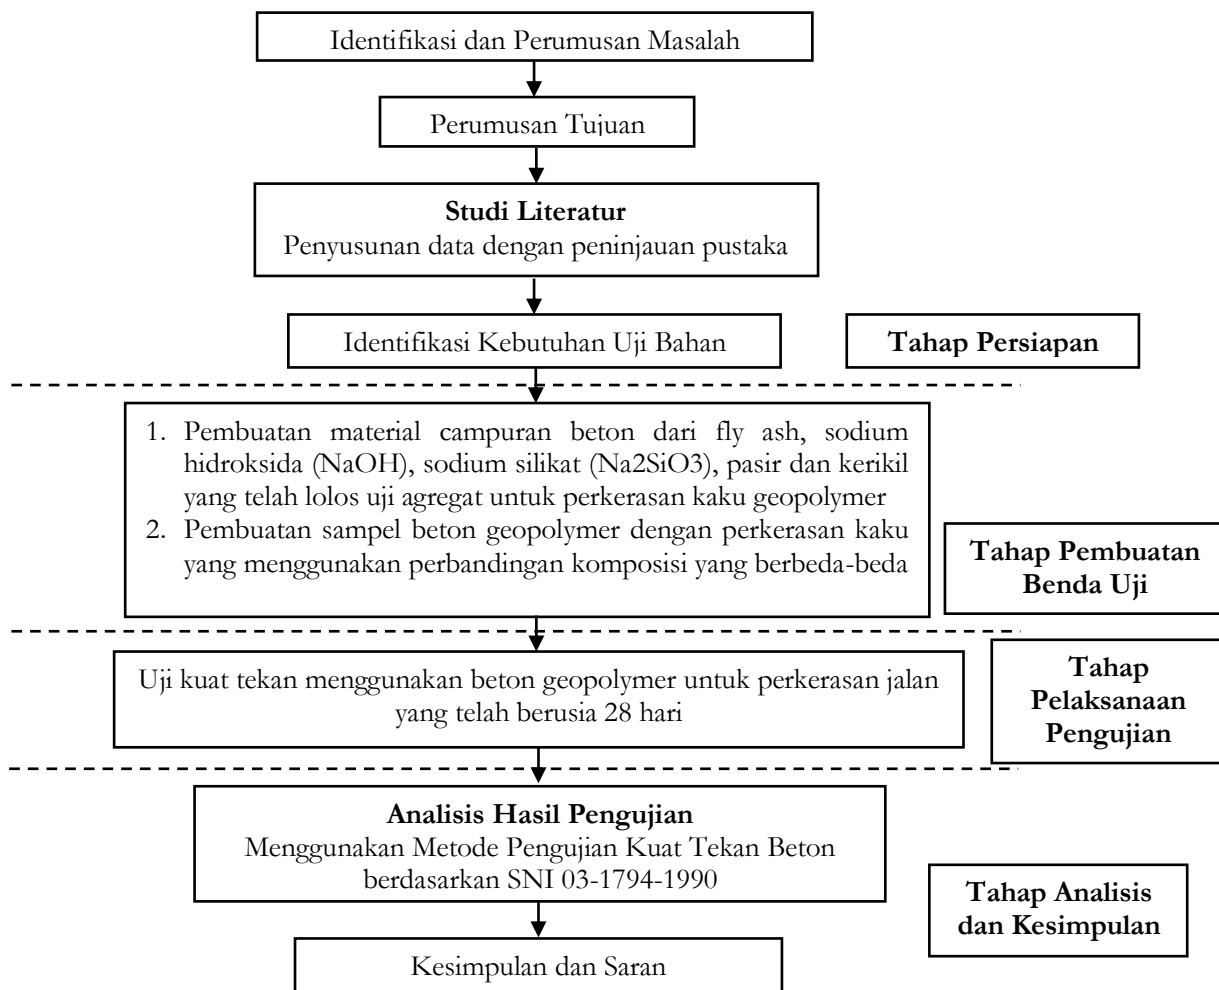 Identifikasi dan Perumusan Masalah
Perumusan Tujuan
Studi Literatur
Penyusunan data dengan peninjauan pustaka
Identifikasi Kebutuhan Uji Bahan
Tahap Persiapan
1. Pembuatan material campuran beton dari fly ash, sodium
hidroksida (NaOH), sodium silikat (Na2SiO3), pasir dan kerikil
yang telah lolos uji agregat untuk perkerasan kaku geopolymer
2. Pembuatan sampel beton geopolymer dengan perkerasan kaku
yang menggunakan perbandingan komposisi yang berbeda-beda
Tahap Pembuatan
Benda Uji
Uji kuat tekan menggunakan beton geopolymer untuk perkerasan jalan
yang telah berusia 28 hari
Tahap
Pelaksanaan
Pengujian
Analisis Hasil Pengujian
Menggunakan Metode Pengujian Kuat Tekan Beton
berdasarkan SNI 03-1794-1990
Tahap Analisis
dan Kesimpulan
Kesimpulan dan Saran